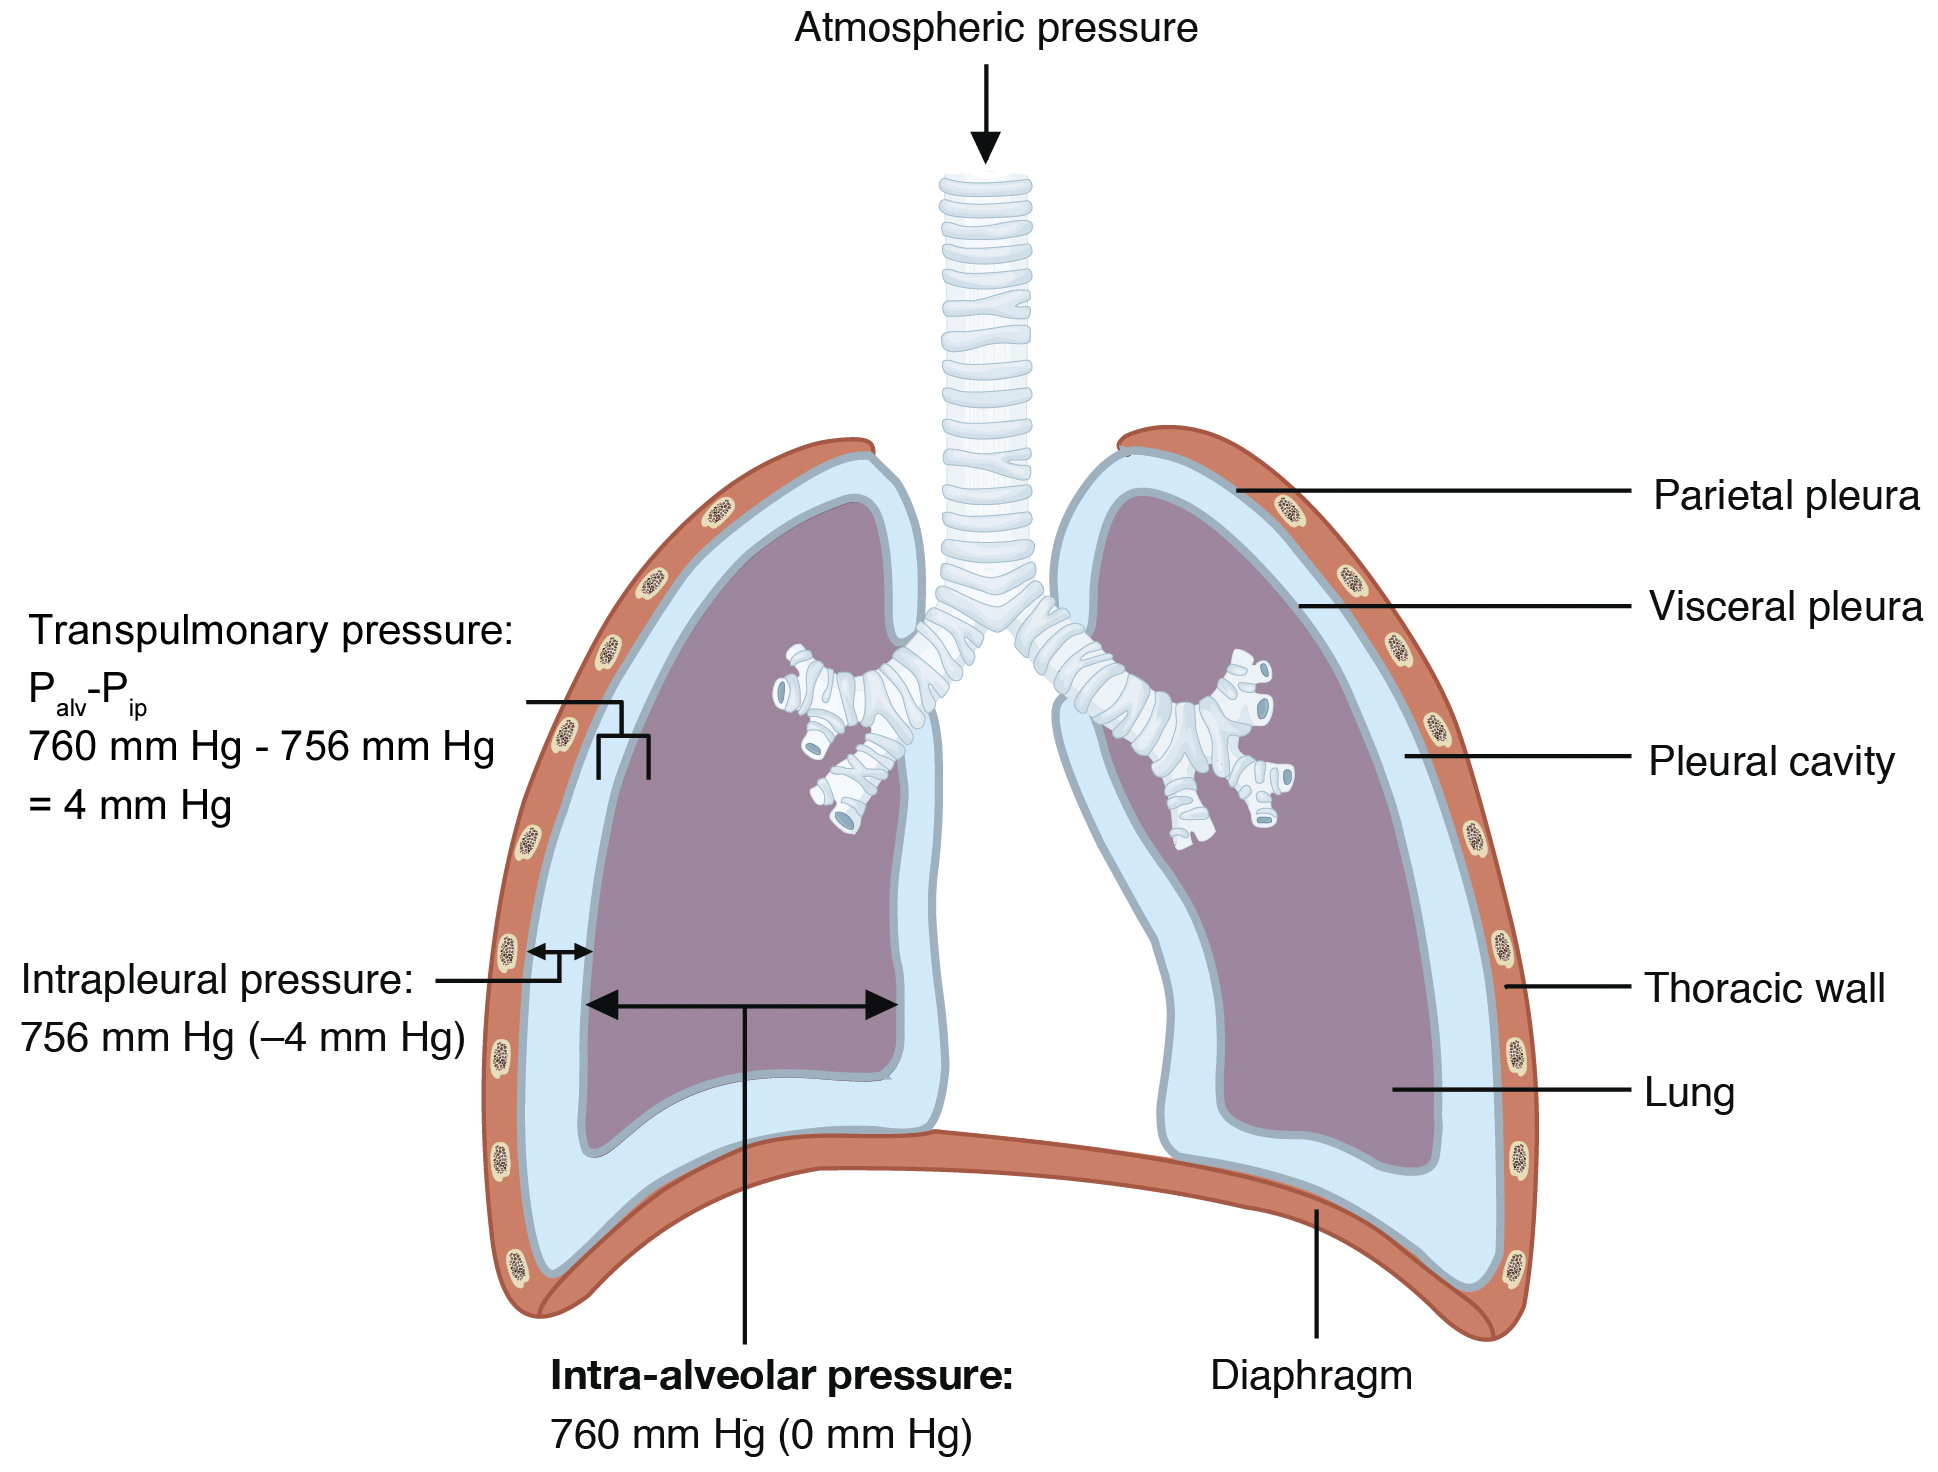 Atmospheric pressure
Parietal pleura
Visceral pleura
Transpulmonary pressure:
Palv-Pip
760 mm Hg - 756 mm Hg
= 4 mm Hg
Pleural cavity
Intrapleural pressure:
756 mm Hg (–4 mm Hg)
Thoracic wall
Lung
Intra-alveolar pressure:
760 mm Hg (0 mm Hg)
Diaphragm